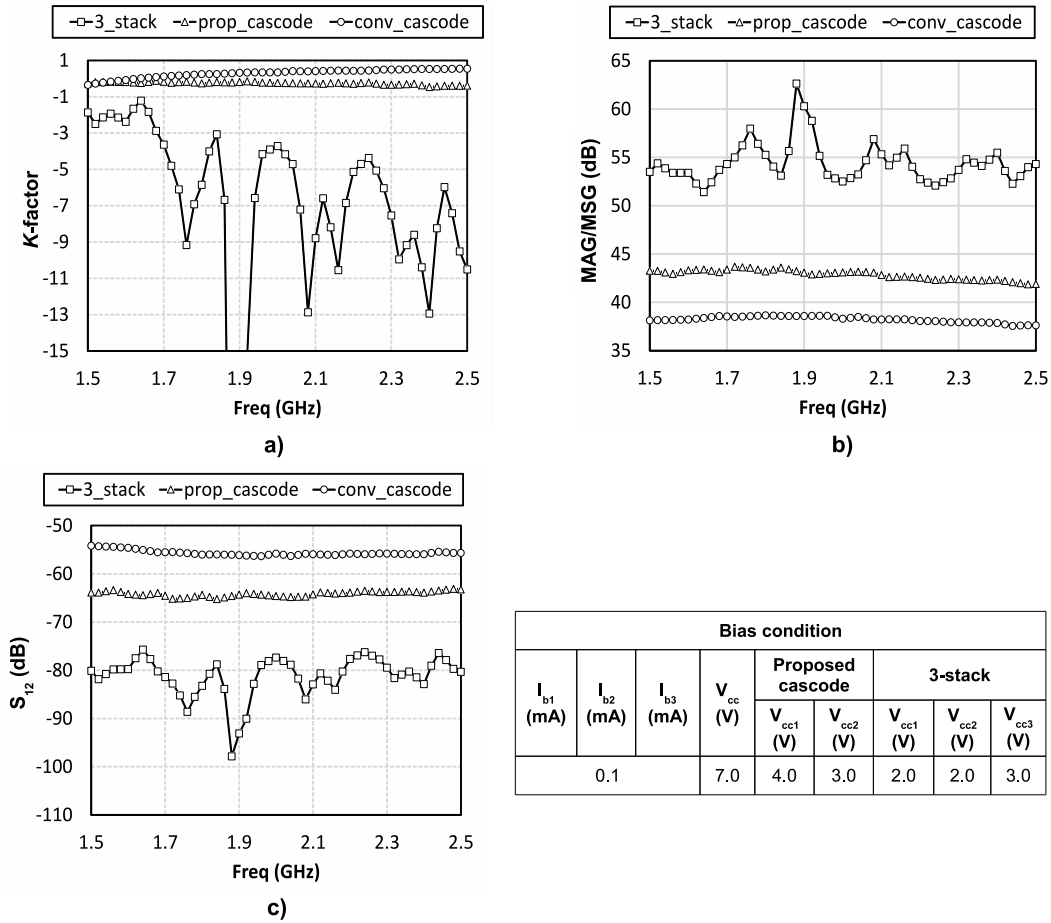 3_stack prop_cascode conv_cascode
1
-1
-3
-5
-7
-9
-11
-13
-15
K-factor
1.5 1.7 1.9 2.1 2.3 2.5
Freq (GHz)
a)
3_stack prop_cascode conv_cascode
65
60
55
50
45
40
35
MAG/MSG (dB)
1.5 1.7 1.9 2.1 2.3 2.5
Freq (GHz)
b)
3_stack prop_cascode conv_cascode
-50
-60
-70
-80
-90
-100
-110
S12 (dB)
1.5 1.7 1.9 2.1 2.3 2.5
Freq (GHz)
c)
Bias condition
Ib1 (mA) Ib2 (mA) Ib3 (mA) Vcc (V) Proposed cascode 3-stack
Vcc1 (V) Vcc2 (V) Vcc1 (V) Vcc2 (V) Vcc3 (V)
0.1 7.0 4.0 3.0 2.0 2.0 3.0